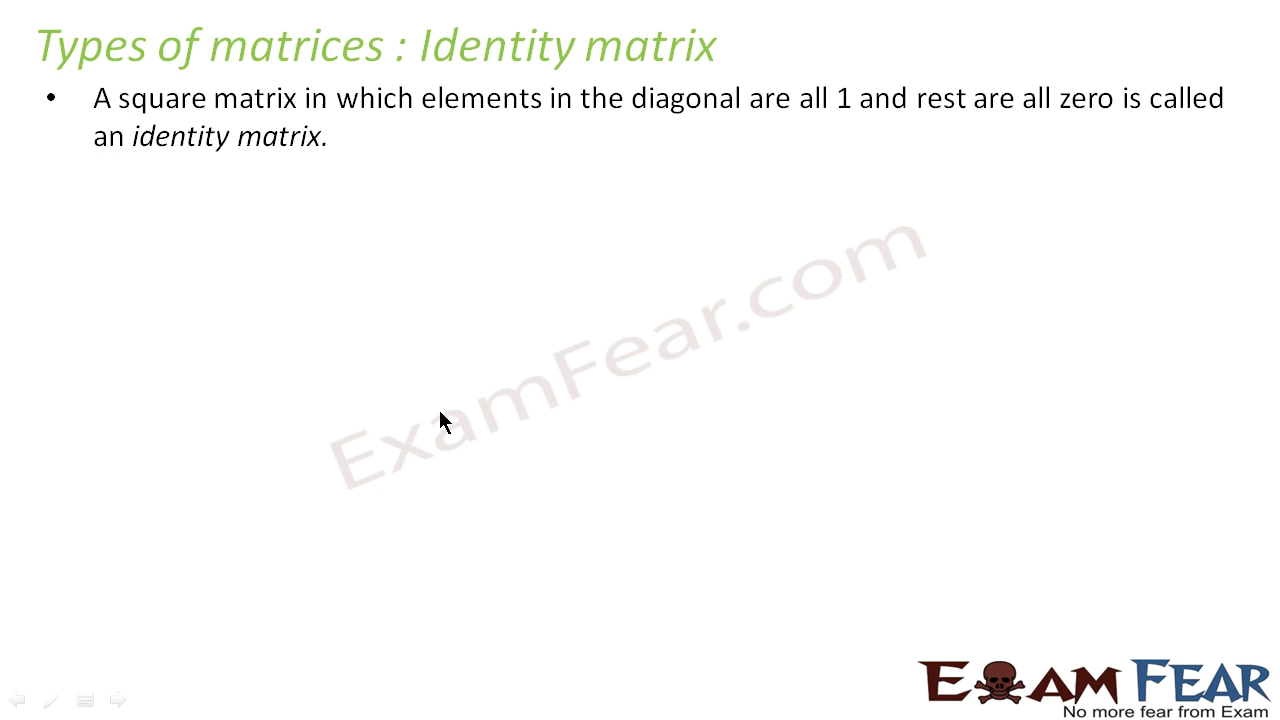 Types of matrices : Identity matrix
• A square matrix in which elements in the diagonal are all 1 and rest are all zero is called
an identity matrix.
ExamFear.com
EXAM FEAR
No more fear from Exam